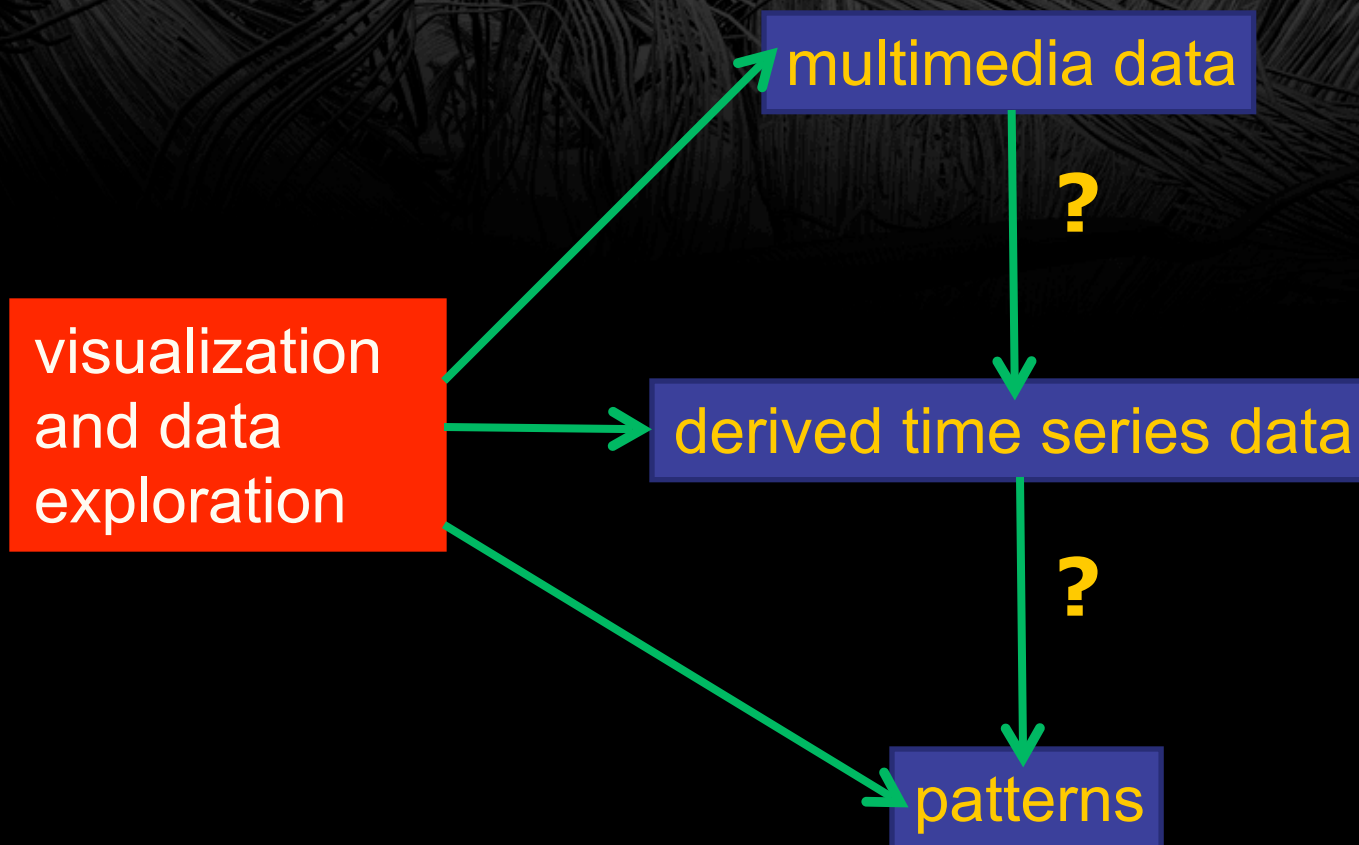 multimedia data
?
visualization
and data
exploration
derived time series data
?
patterns